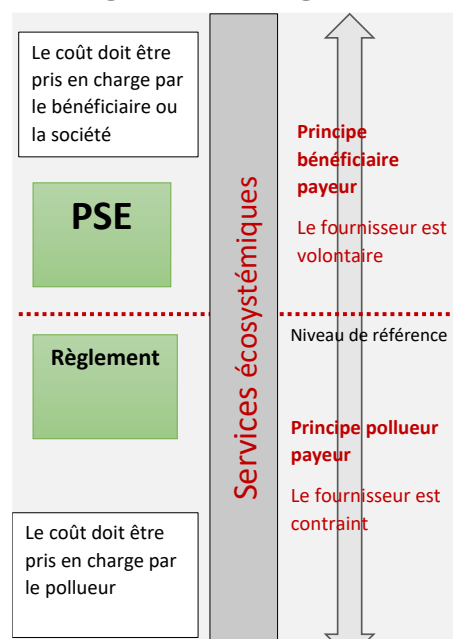 Le coût doit être
pris en charge par
le bénéficiaire ou
la société
PSE
Règlement
Le coût doit être
pris en charge par
le pollueur
Services écosystémiques
Principe
bénéficiaire
payeur
Le fournisseur est
volontaire
Niveau de référence
Principe pollueur
payeur
Le fournisseur est
contraint